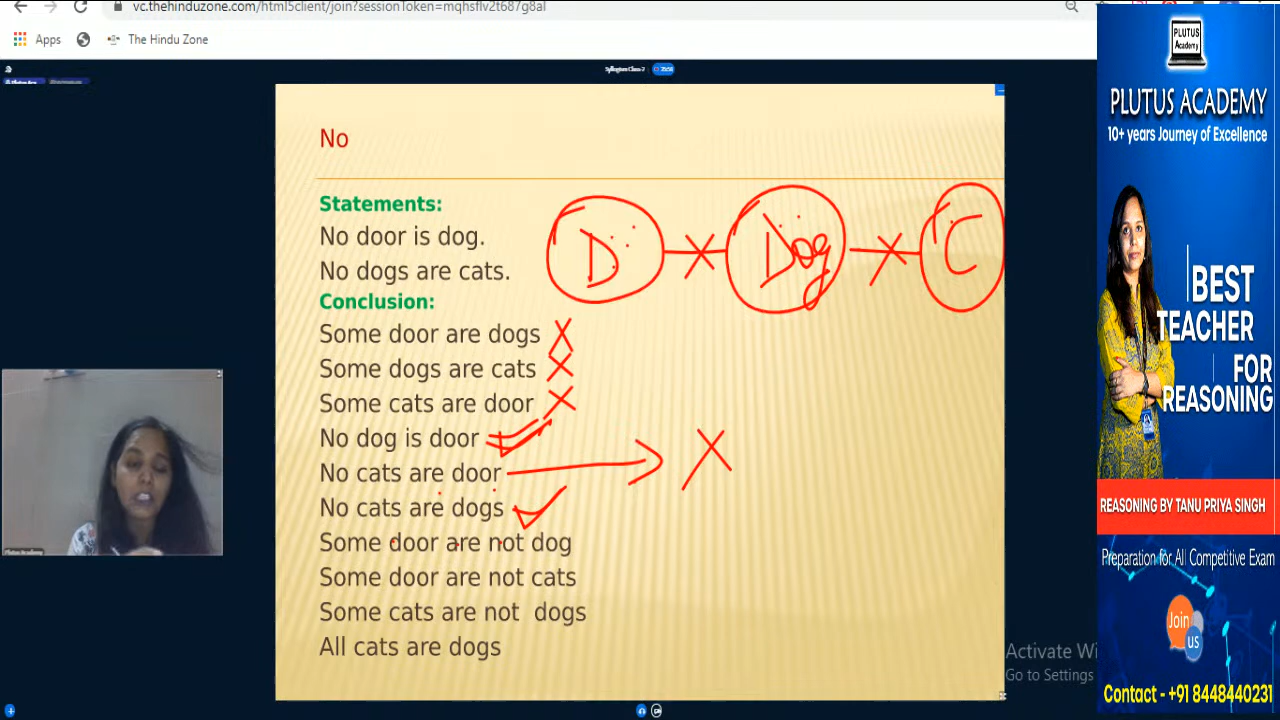 vc.thehinduzone.com/html5client/join?sessionToken=mqhsflv2t687g8al
Apps
The Hindu Zone
No
Statements:
No door is dog.
No dogs are cats.
Conclusion:
Some door are dogs
Some dogs are cats
Some cats are door
No dog is door
No cats are door
No cats are dogs
Some door are not dog
Some door are not cats
Some cats are not dogs
All cats are dogs
D
Dog
C
Activate Wi
Go to Settings
Plutus Academy
PLUTUS
Academy
PLUTUS ACADEMY
10+ years Journey of Excellence
BEST
TEACHER
FOR
REASONING
REASONING BY TANU PRIYA SINGH
Preparation for All Competitive Exam
Join
us
Contact - +91 8448440231